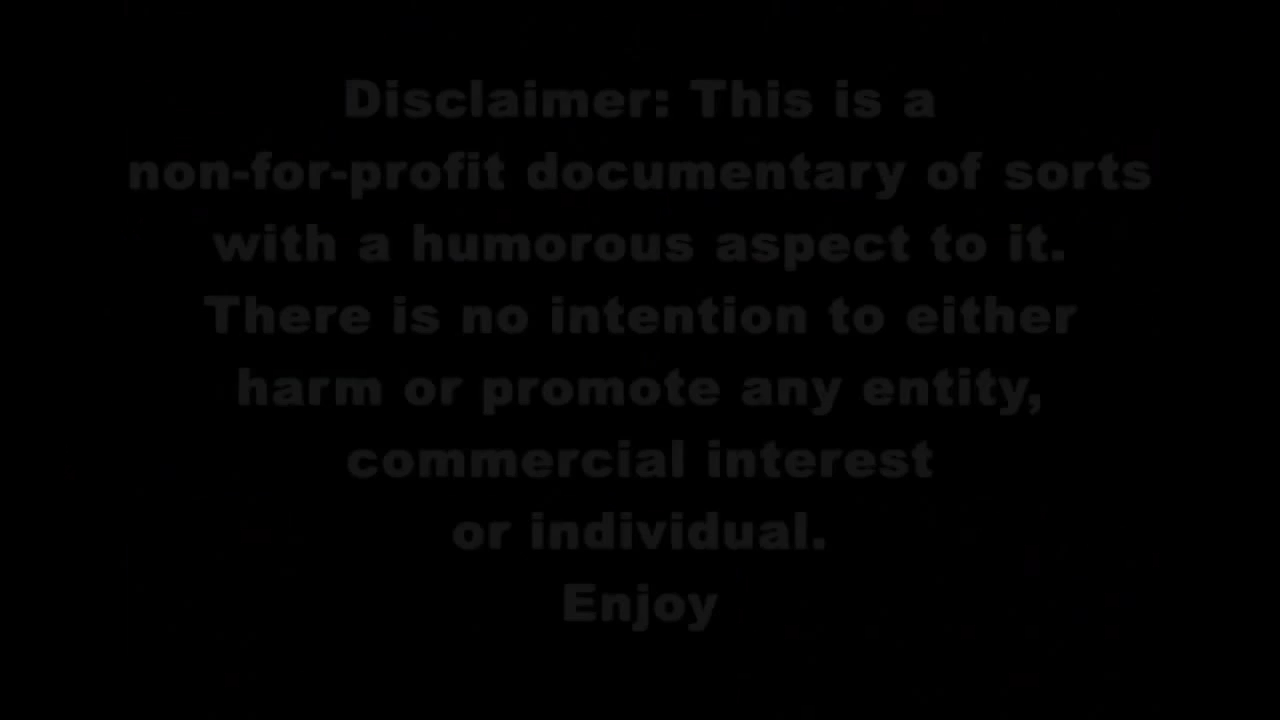 Disclaimer: This is a
non-for-profit documentary of sorts
with a humorous aspect to it.
There is no intention to either
harm or promote any entity,
commercial interest
or individual.
Enjoy